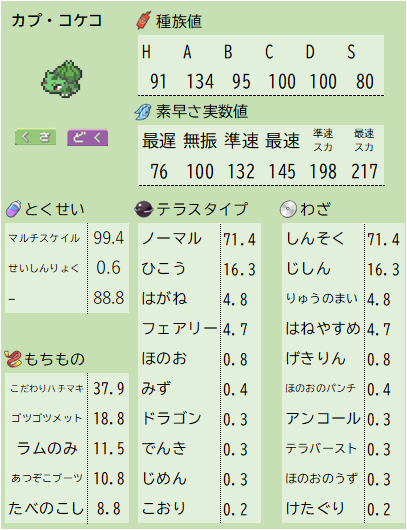 カプ・コケコ
くさ どく
種族値
H A B C D S
91 134 95 100 100 80
素早さ実数値
最遅 無振 準速 最速 準速スカ 最速スカ
76 100 132 145 198 217
とくせい
マルチスケイル 99.4
せいしんりょく 0.6
- 88.8
もちもの
こだわりハチマキ 37.9
ゴツゴツメット 18.8
ラムのみ 11.5
あつぞこブーツ 10.8
たべのこし 8.8
テラスタイプ
ノーマル 71.4
ひこう 16.3
はがね 4.8
フェアリー 4.7
ほのお 0.8
みず 0.4
ドラゴン 0.3
でんき 0.3
じめん 0.3
こおり 0.2
わざ
しんそく 71.4
じしん 16.3
りゅうのまい 4.8
はねやすめ 4.7
げきりん 0.8
ほのおのパンチ 0.4
アンコール 0.3
テラバースト 0.3
ほのおのうず 0.3
けたぐり 0.2